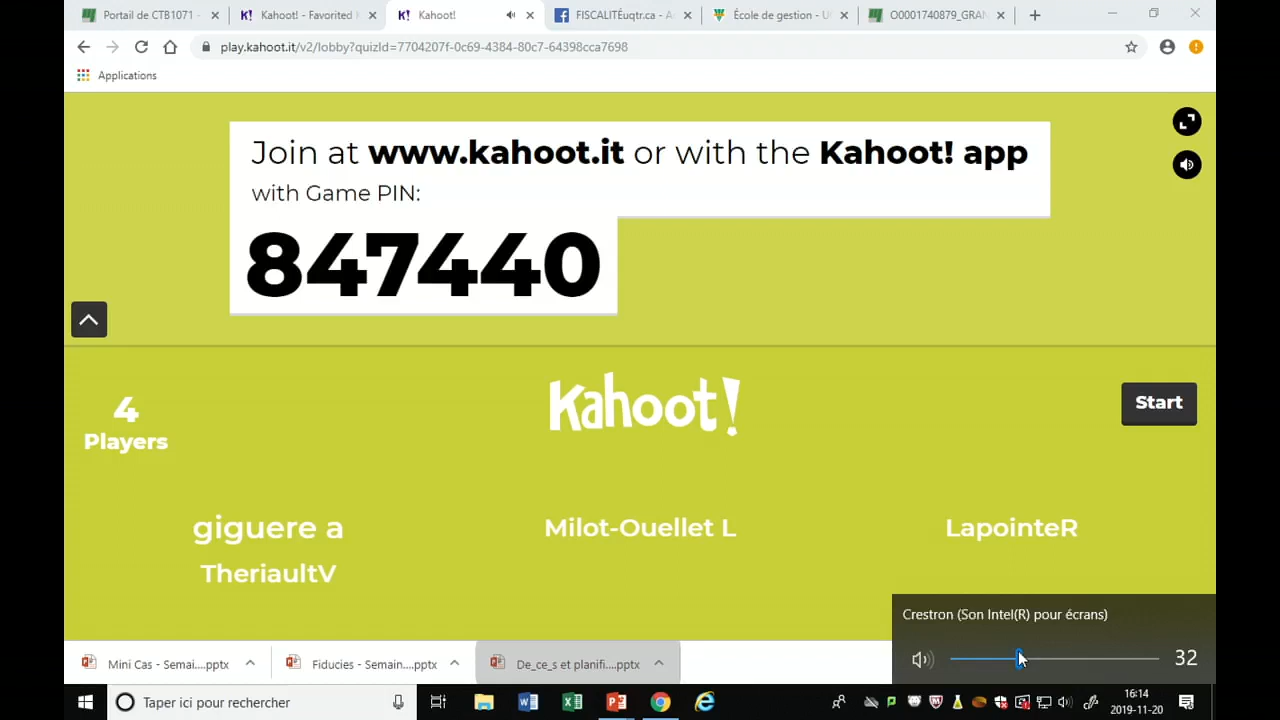 Portail de CTB1071 -
Kahoot! - Favorited
Kahoot!
FISCALITÉuqtr.ca - A
École de gestion - U
O0001740879_GRAN
play.kahoot.it/v2/lobby?quizId=7704207f-0c69-4384-80c7-64398cca7698
Applications
Join at www.kahoot.it or with the Kahoot! app
with Game PIN:
847440
4
Players
Kahoot!
Start
giguere a
Milot-Ouellet L
LapointeR
TheriaultV
Crestron (Son Intel(R) pour écrans)
32
Mini Cas - Semai....pptx
Fiducies - Semain....pptx
De_ce_s et planifi....pptx
Taper ici pour rechercher
16:14
2019-11-20